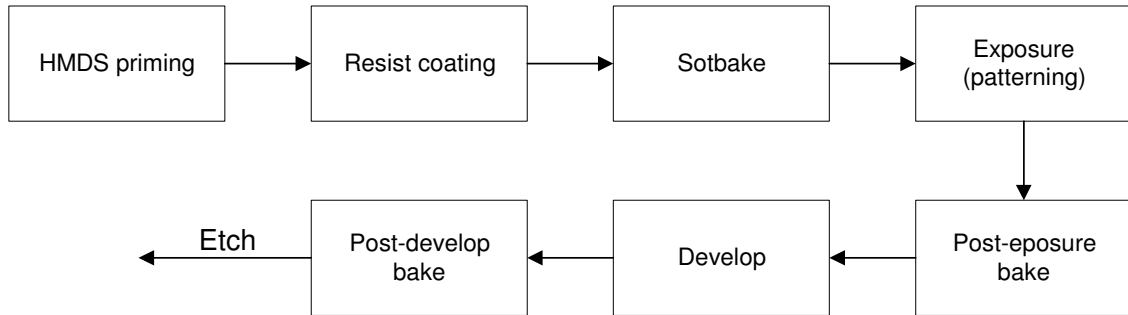 HMDS priming
Resist coating
Sotbake
Exposure
(patterning)
Post-eposure
bake
Develop
Post-develop
bake
Etch